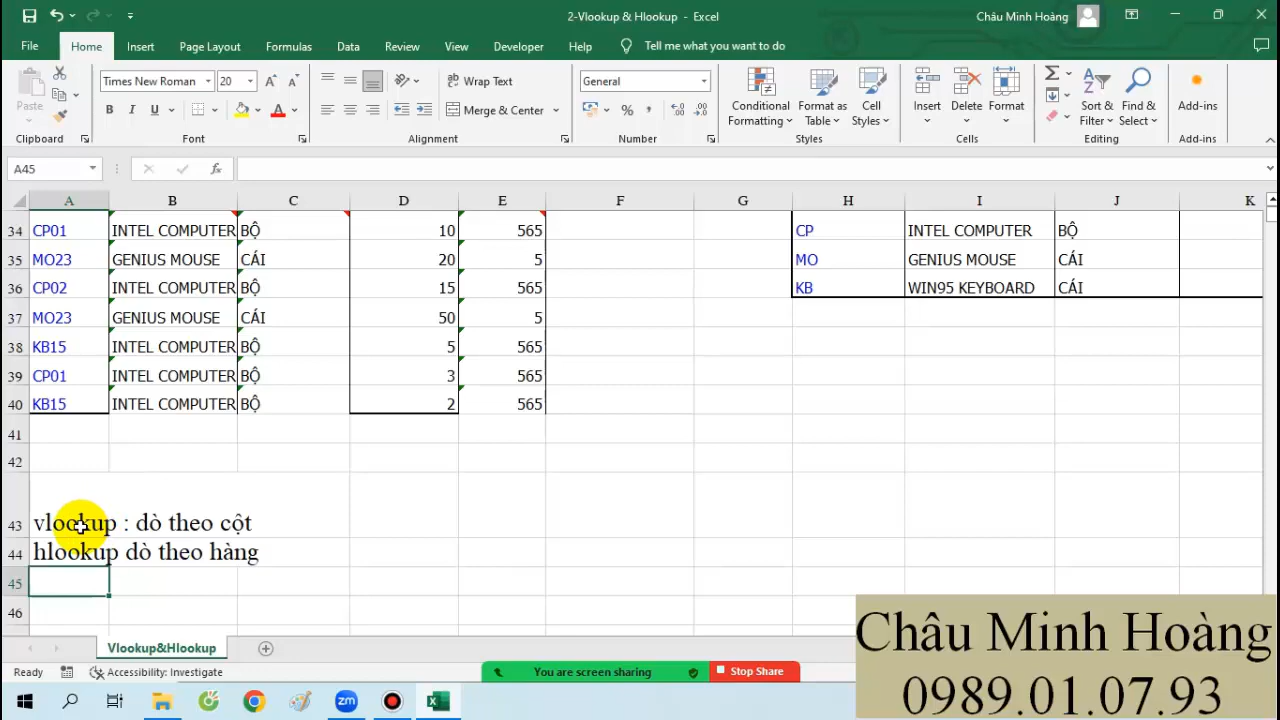 2-Vlookup & Hlookup - Excel
Châu Minh Hoàng
File Home Insert Page Layout Formulas Data Review View Developer Help Tell me what you want to do
Paste
Times New Roman 20
B I U
Wrap Text
Merge & Center
General
Conditional Formatting
Format as Table
Cell Styles
Insert Delete Format
Sort & Filter
Find & Select
Add-ins
Clipboard Font Alignment Number Styles Cells Editing Add-ins
A45 fx
A B C D E F G H I J K
34 CP01 INTEL COMPUTER BỘ 10 565 CP INTEL COMPUTER BỘ
35 MO23 GENIUS MOUSE CÁI 20 5 MO GENIUS MOUSE CÁI
36 CP02 INTEL COMPUTER BỘ 15 565 KB WIN95 KEYBOARD CÁI
37 MO23 GENIUS MOUSE CÁI 50 5
38 KB15 INTEL COMPUTER BỘ 5 565
39 CP01 INTEL COMPUTER BỘ 3 565
40 KB15 INTEL COMPUTER BỘ 2 565
41
42
43 vlookup : dò theo cột
44 hlookup dò theo hàng
45
46
Vlookup&Hlookup
Ready Accessibility: Investigate
You are screen sharing Stop Share
Châu Minh Hoàng
0989.01.07.93